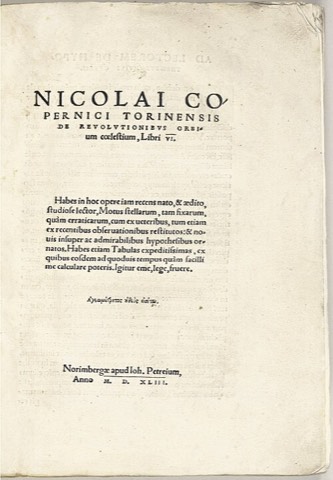 NICOLAI CO
PERNICI TORINENSIS
DE REVOLVTIONIBVS ORBI-
um cœlestium, Libri VI.
Habes in hoc opere iam recens nato, & ædito,
studiose lector, Motus stellarum, tam fixarum,
quàm erraticarum, cum ex ueteribus, tum etiam
ex recentibus obseruationibus restitutos: & no-
uis insuper ac admirabilibus hypothesibus or-
natos. Habes etiam Tabulas expeditissimas, ex
quibus eosdem ad quoduis tempus quàm facilli
me calculare poteris. Igitur eme, lege, fruere.
Ἀγεωμέτρητος οὐδεὶς εἰσίτω.
Norimbergæ apud Ioh. Petreium,
Anno M. D. XLIII.